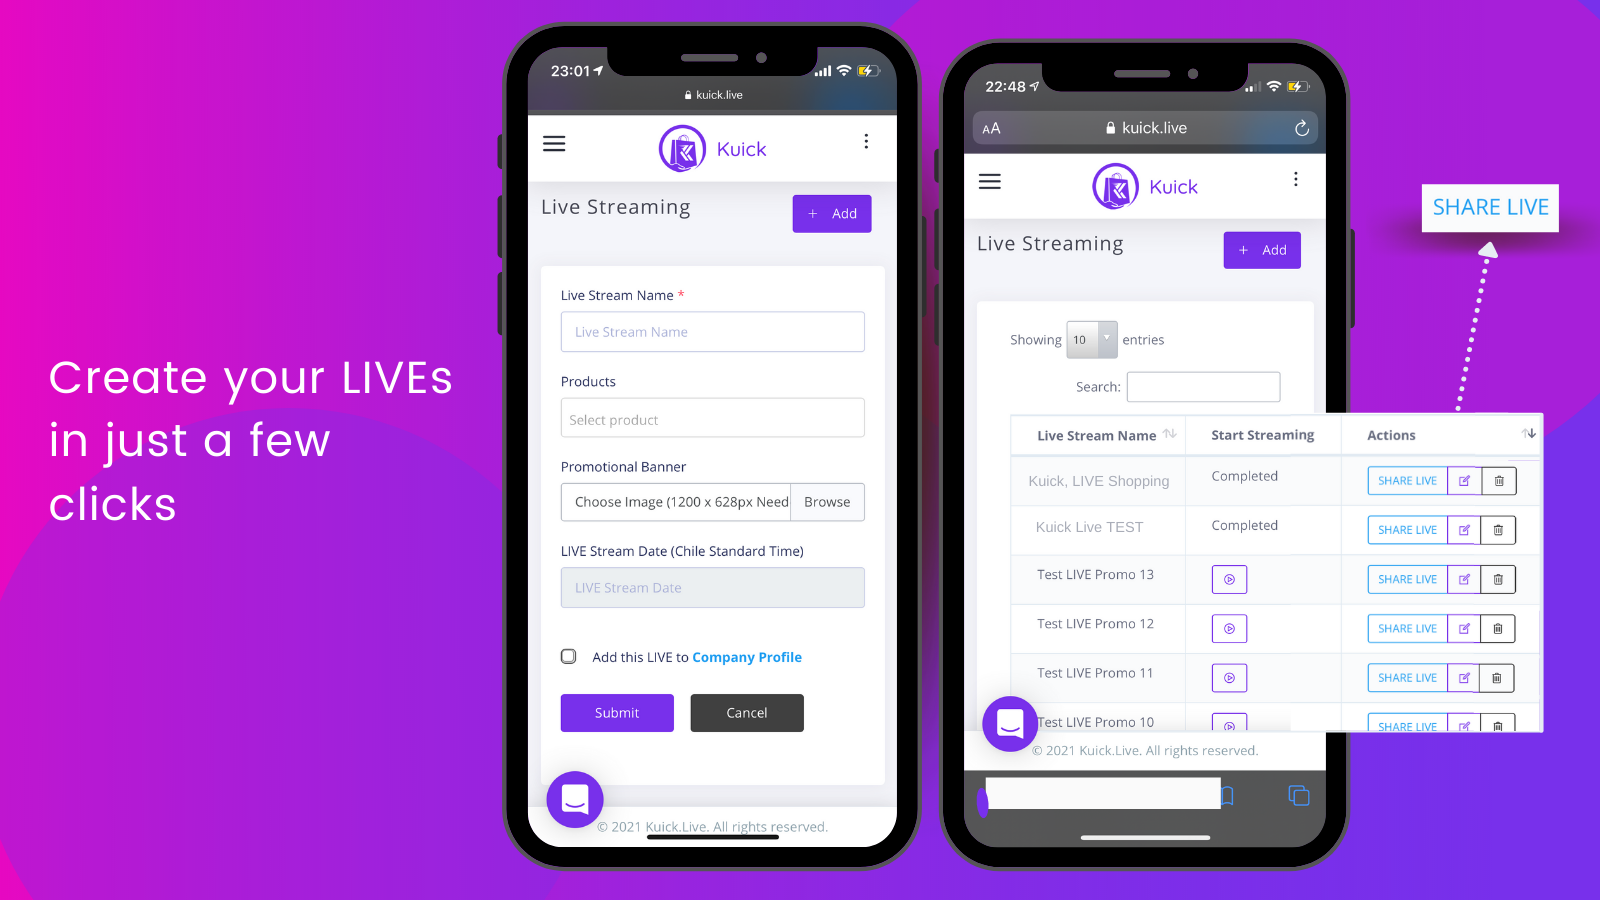 Create your LIVEs
in just a few
clicks
23:01
kuick.live
Kuick
Live Streaming
+ Add
Live Stream Name *
Live Stream Name
Products
Select product
Promotional Banner
Choose Image (1200 x 628px Need
Browse
LIVE Stream Date (Chile Standard Time)
LIVE Stream Date
Add this LIVE to Company Profile
Submit
Cancel
© 2021 Kuick.Live. All rights reserved.
22:48
AA
kuick.live
Kuick
Live Streaming
+ Add
Showing 10 entries
Search:
Live Stream Name
Start Streaming
Actions
Kuick, LIVE Shopping
Completed
SHARE LIVE
Kuick Live TEST
Completed
SHARE LIVE
Test LIVE Promo 13
SHARE LIVE
Test LIVE Promo 12
SHARE LIVE
Test LIVE Promo 11
SHARE LIVE
Test LIVE Promo 10
SHARE LIVE
© 2021 Kuick.Live. All rights reserved.
SHARE LIVE